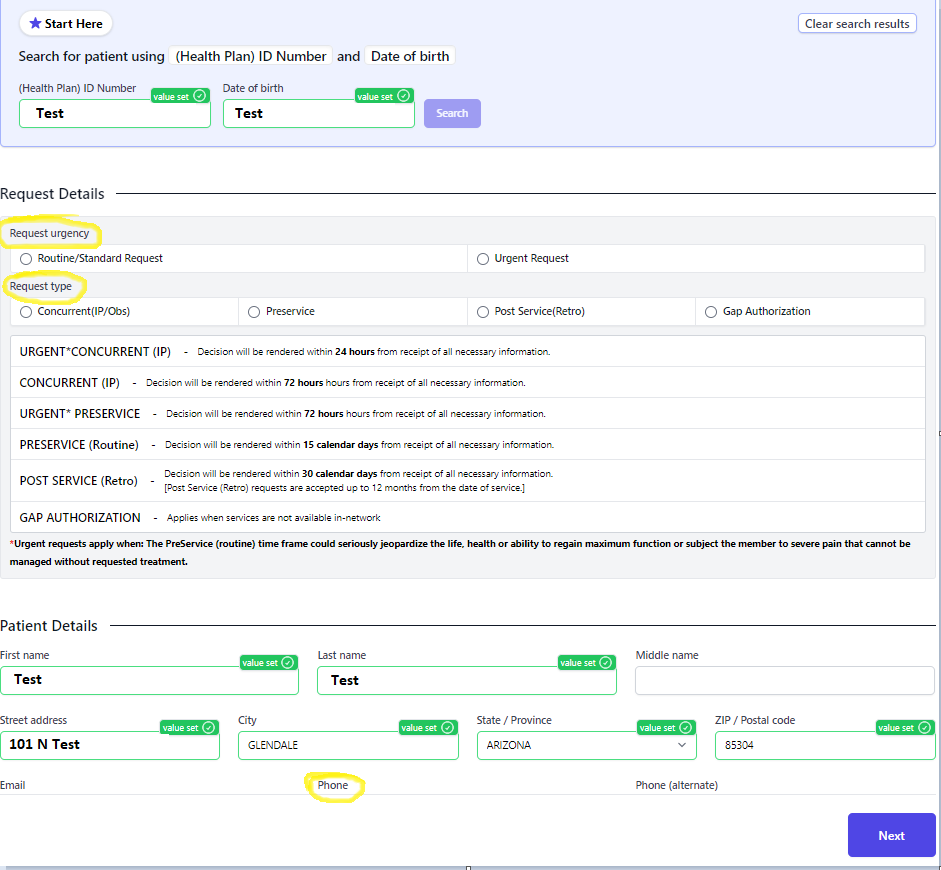 Start Here
Clear search results
Search for patient using (Health Plan) ID Number and Date of birth
(Health Plan) ID Number
value set
Date of birth
value set
Test
Test
Search
Request Details
Request urgency
Routine/Standard Request
Urgent Request
Request type
Concurrent(IP/Obs)
Preservice
Post Service(Retro)
Gap Authorization
URGENT*CONCURRENT (IP) - Decision will be rendered within 24 hours from receipt of all necessary information.
CONCURRENT (IP) - Decision will be rendered within 72 hours hours from receipt of all necessary information.
URGENT* PRESERVICE - Decision will be rendered within 72 hours hours from receipt of all necessary information.
PRESERVICE (Routine) - Decision will be rendered within 15 calendar days from receipt of all necessary information.
POST SERVICE (Retro) - Decision will be rendered within 30 calendar days from receipt of all necessary information.
[Post Service (Retro) requests are accepted up to 12 months from the date of service.]
GAP AUTHORIZATION - Applies when services are not available in-network
*Urgent requests apply when: The PreService (routine) time frame could seriously jeopardize the life, health or ability to regain maximum function or subject the member to severe pain that cannot be
managed without requested treatment.
Patient Details
First name
value set
Last name
value set
Middle name
Test
Test
Street address
value set
City
value set
State / Province
value set
ZIP / Postal code
value set
101 N Test
GLENDALE
ARIZONA
85304
Email
Phone
Phone (alternate)
Next